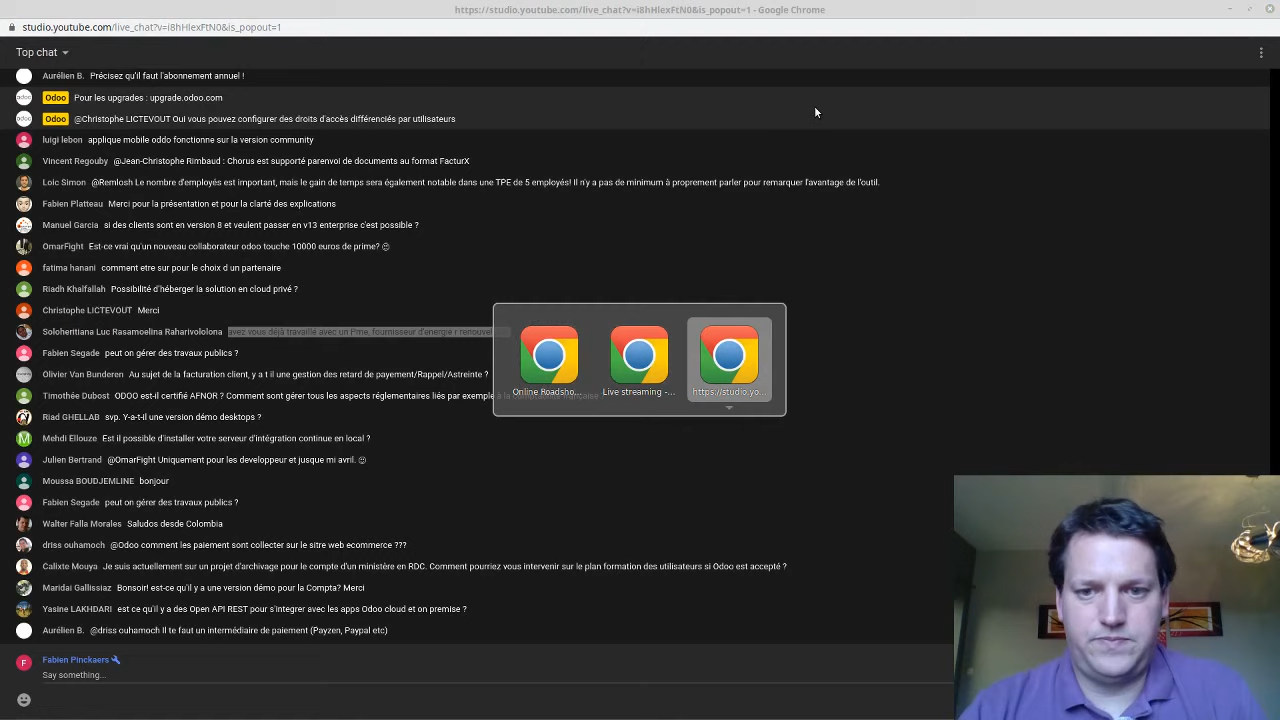 https://studio.youtube.com/live_chat?v=i8hHlexFtN0&is_popout=1 - Google Chrome
studio.youtube.com/live_chat?v=i8hHlexFtN0&is_popout=1
Top chat
Aurélien B. Précisez qu'il faut l'abonnement annuel !
Odoo Pour les upgrades : upgrade.odoo.com
Odoo @Christophe LICTEVOUT Oui vous pouvez configurer des droits d'accès différenciés par utilisateurs
luigi lebon applique mobile oddo fonctionne sur la version community
Vincent Regouby @Jean-Christophe Rimbaud : Chorus est supporté parenvoi de documents au format FacturX
Loic Simon @Remlosh Le nombre d'employés est important, mais le gain de temps sera également notable dans une TPE de 5 employés! Il n'y a pas de minimum à proprement parler pour remarquer l'avantage de l'outil.
Fabien Platteau Merci pour la présentation et pour la clarté des explications
Manuel Garcia si des clients sont en version 8 et veulent passer en v13 enterprise c'est possible ?
OmarFight Est-ce vrai qu'un nouveau collaborateur odoo touche 10000 euros de prime? 
fatima hanani comment etre sur pour le choix d un partenaire
Riadh Khalfallah Possibilité d'héberger la solution en cloud privé ?
Christophe LICTEVOUT Merci
Soloheritiana Luc Rasamoelina Raharivololona avez vous déjà travaillé avec un Pme, fournisseur d'energie r renouvel
Fabien Segade peut on gérer des travaux publics ?
Olivier Van Bunderen Au sujet de la facturation client, y a t il une gestion des retard de payement/Rappel/Astreinte ?
Timothée Dubost ODOO est-il certifié AFNOR ? Comment sont gérer tous les aspects réglementaires liés par exemple à la comptabilité française
Riad GHELLAB svp. Y-a-t-il une version démo desktops ?
Mehdi Ellouze Est il possible d'installer votre serveur d'intégration continue en local ?
Julien Bertrand @OmarFight Uniquement pour les developpeur et jusque mi avril.
Moussa BOUDJEMLINE bonjour
Fabien Segade peut on gérer des travaux publics ?
Walter Falla Morales Saludos desde Colombia
driss ouhamoch @Odoo comment les paiement sont collecter sur le sitre web ecommerce ???
Calixte Mouya Je suis actuellement sur un projet d'archivage pour le compte d'un ministère en RDC. Comment pourriez vous intervenir sur le plan formation des utilisateurs si Odoo est accepté ?
Maridai Gallissiaz Bonsoir! est-ce qu'il y a une version démo pour la Compta? Merci
Yasine LAKHDARI est ce qu'il y a des Open API REST pour s'integrer avec les apps Odoo cloud et on premise ?
Aurélien B. @driss ouhamoch Il te faut un intermédiaire de paiement (Payzen, Paypal etc)
F Fabien Pinckaers
Say something...
Online Roadsho...
Live streaming -...
https://studio.yo...